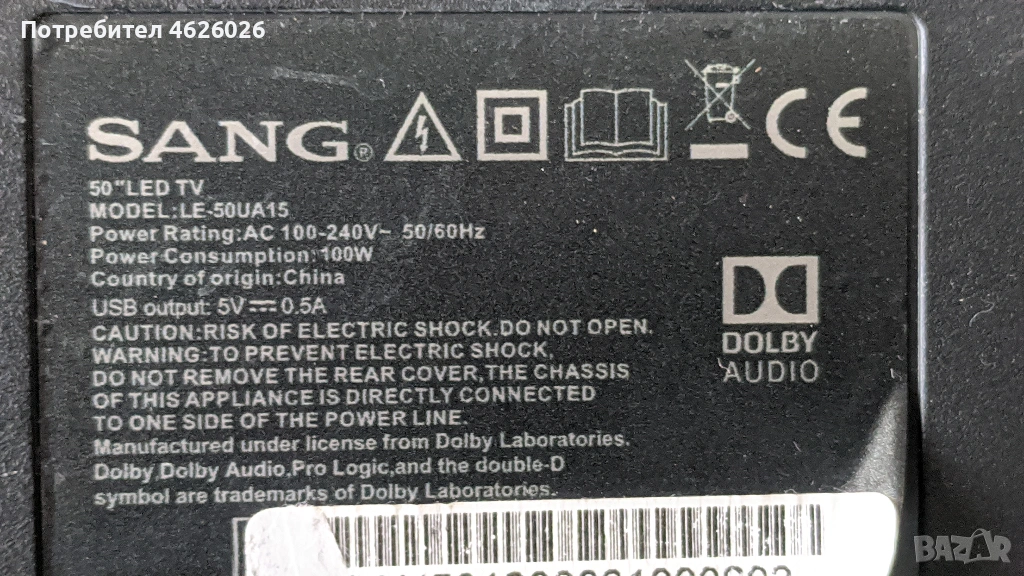 Потребител 4626026
SANG®
50"LED TV
MODEL:LE-50UA15
Power Rating:AC 100-240V~ 50/60Hz
Power Consumption:100W
Country of origin:China
USB output: 5V⎓0.5A
CAUTION:RISK OF ELECTRIC SHOCK.DO NOT OPEN.
WARNING:TO PREVENT ELECTRIC SHOCK,
DO NOT REMOVE THE REAR COVER,THE CHASSIS
OF THIS APPLIANCE IS DIRECTLY CONNECTED
TO ONE SIDE OF THE POWER LINE.
Manufactured under license from Dolby Laboratories.
Dolby,Dolby Audio,Pro Logic,and the double-D
symbol are trademarks of Dolby Laboratories.
CE
DOLBY
AUDIO
BAZAR